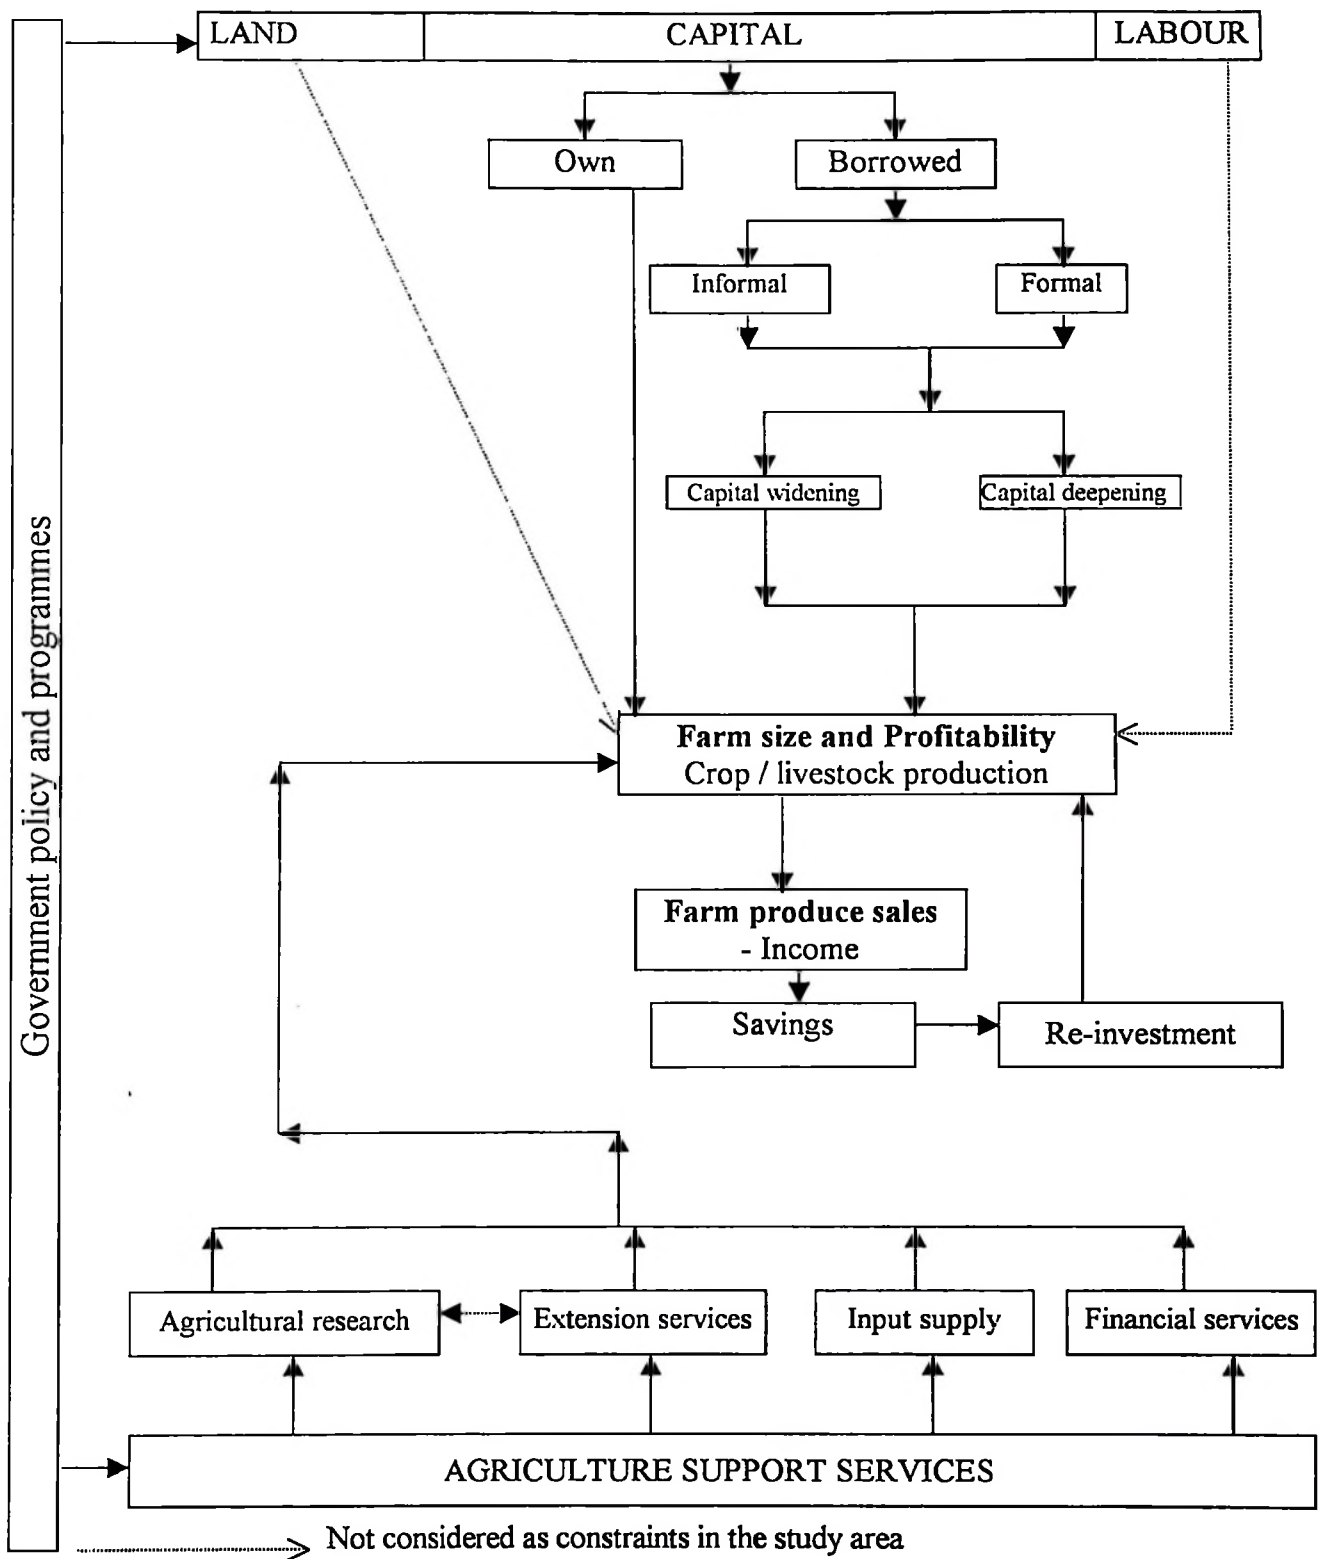 LAND CAPITAL LABOUR
Own Borrowed
Informal Formal
Capital widening Capital deepening
Government policy and programmes
Farm size and Profitability
Crop / livestock production
Farm produce sales
- Income
Savings
Re-investment
Agricultural research Extension services Input supply Financial services
AGRICULTURE SUPPORT SERVICES
Not considered as constraints in the study area